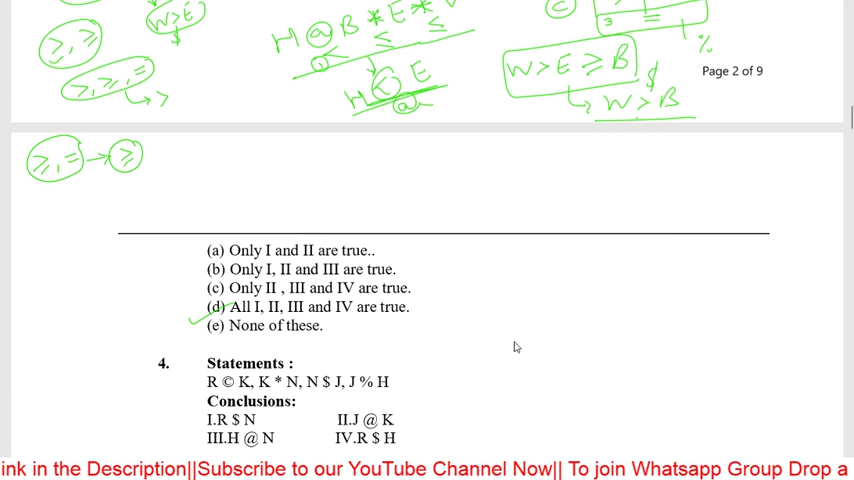 W>E
$
H @ B * E *
©
3 =
%
>, ≥
< ≤ ≤
W > E ≥ B
$
Page 2 of 9
>, ≥, =
→ >
H < E
@
W > B
≥, = → ≥
(a) Only I and II are true..
(b) Only I, II and III are true.
(c) Only II , III and IV are true.
(d) All I, II, III and IV are true.
(e) None of these.
4. Statements :
R © K, K * N, N $ J, J % H
Conclusions:
I.R $ N II.J @ K
III.H @ N IV.R $ H
ink in the Description||Subscribe to our YouTube Channel Now|| To join Whatsapp Group Drop a